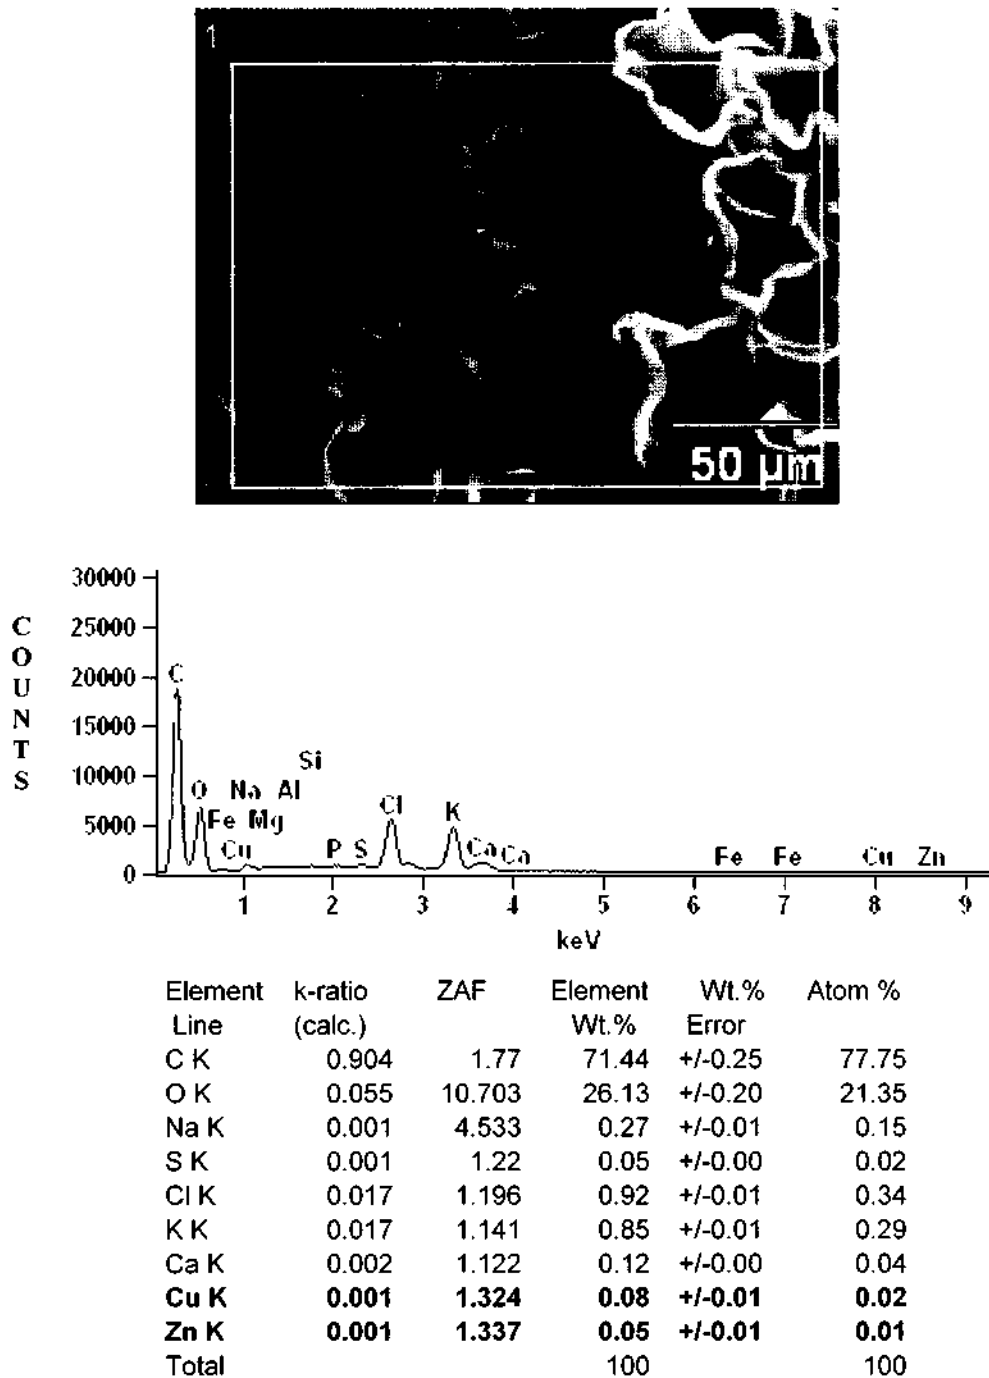 1
50 µm
30000
25000
20000
15000
10000
5000
0
COUNTS
C
O
Na
Al
Si
Fe
Mg
Cu
P
S
Cl
K
Ca
Ca
Fe
Fe
Cu
Zn
1 2 3 4 5 6 7 8 9
keV
Element k-ratio ZAF Element Wt.% Atom %
Line (calc.) Wt.% Error
C K 0.904 1.77 71.44 +/-0.25 77.75
O K 0.055 10.703 26.13 +/-0.20 21.35
Na K 0.001 4.533 0.27 +/-0.01 0.15
S K 0.001 1.22 0.05 +/-0.00 0.02
Cl K 0.017 1.196 0.92 +/-0.01 0.34
K K 0.017 1.141 0.85 +/-0.01 0.29
Ca K 0.002 1.122 0.12 +/-0.00 0.04
Cu K 0.001 1.324 0.08 +/-0.01 0.02
Zn K 0.001 1.337 0.05 +/-0.01 0.01
Total 100 100